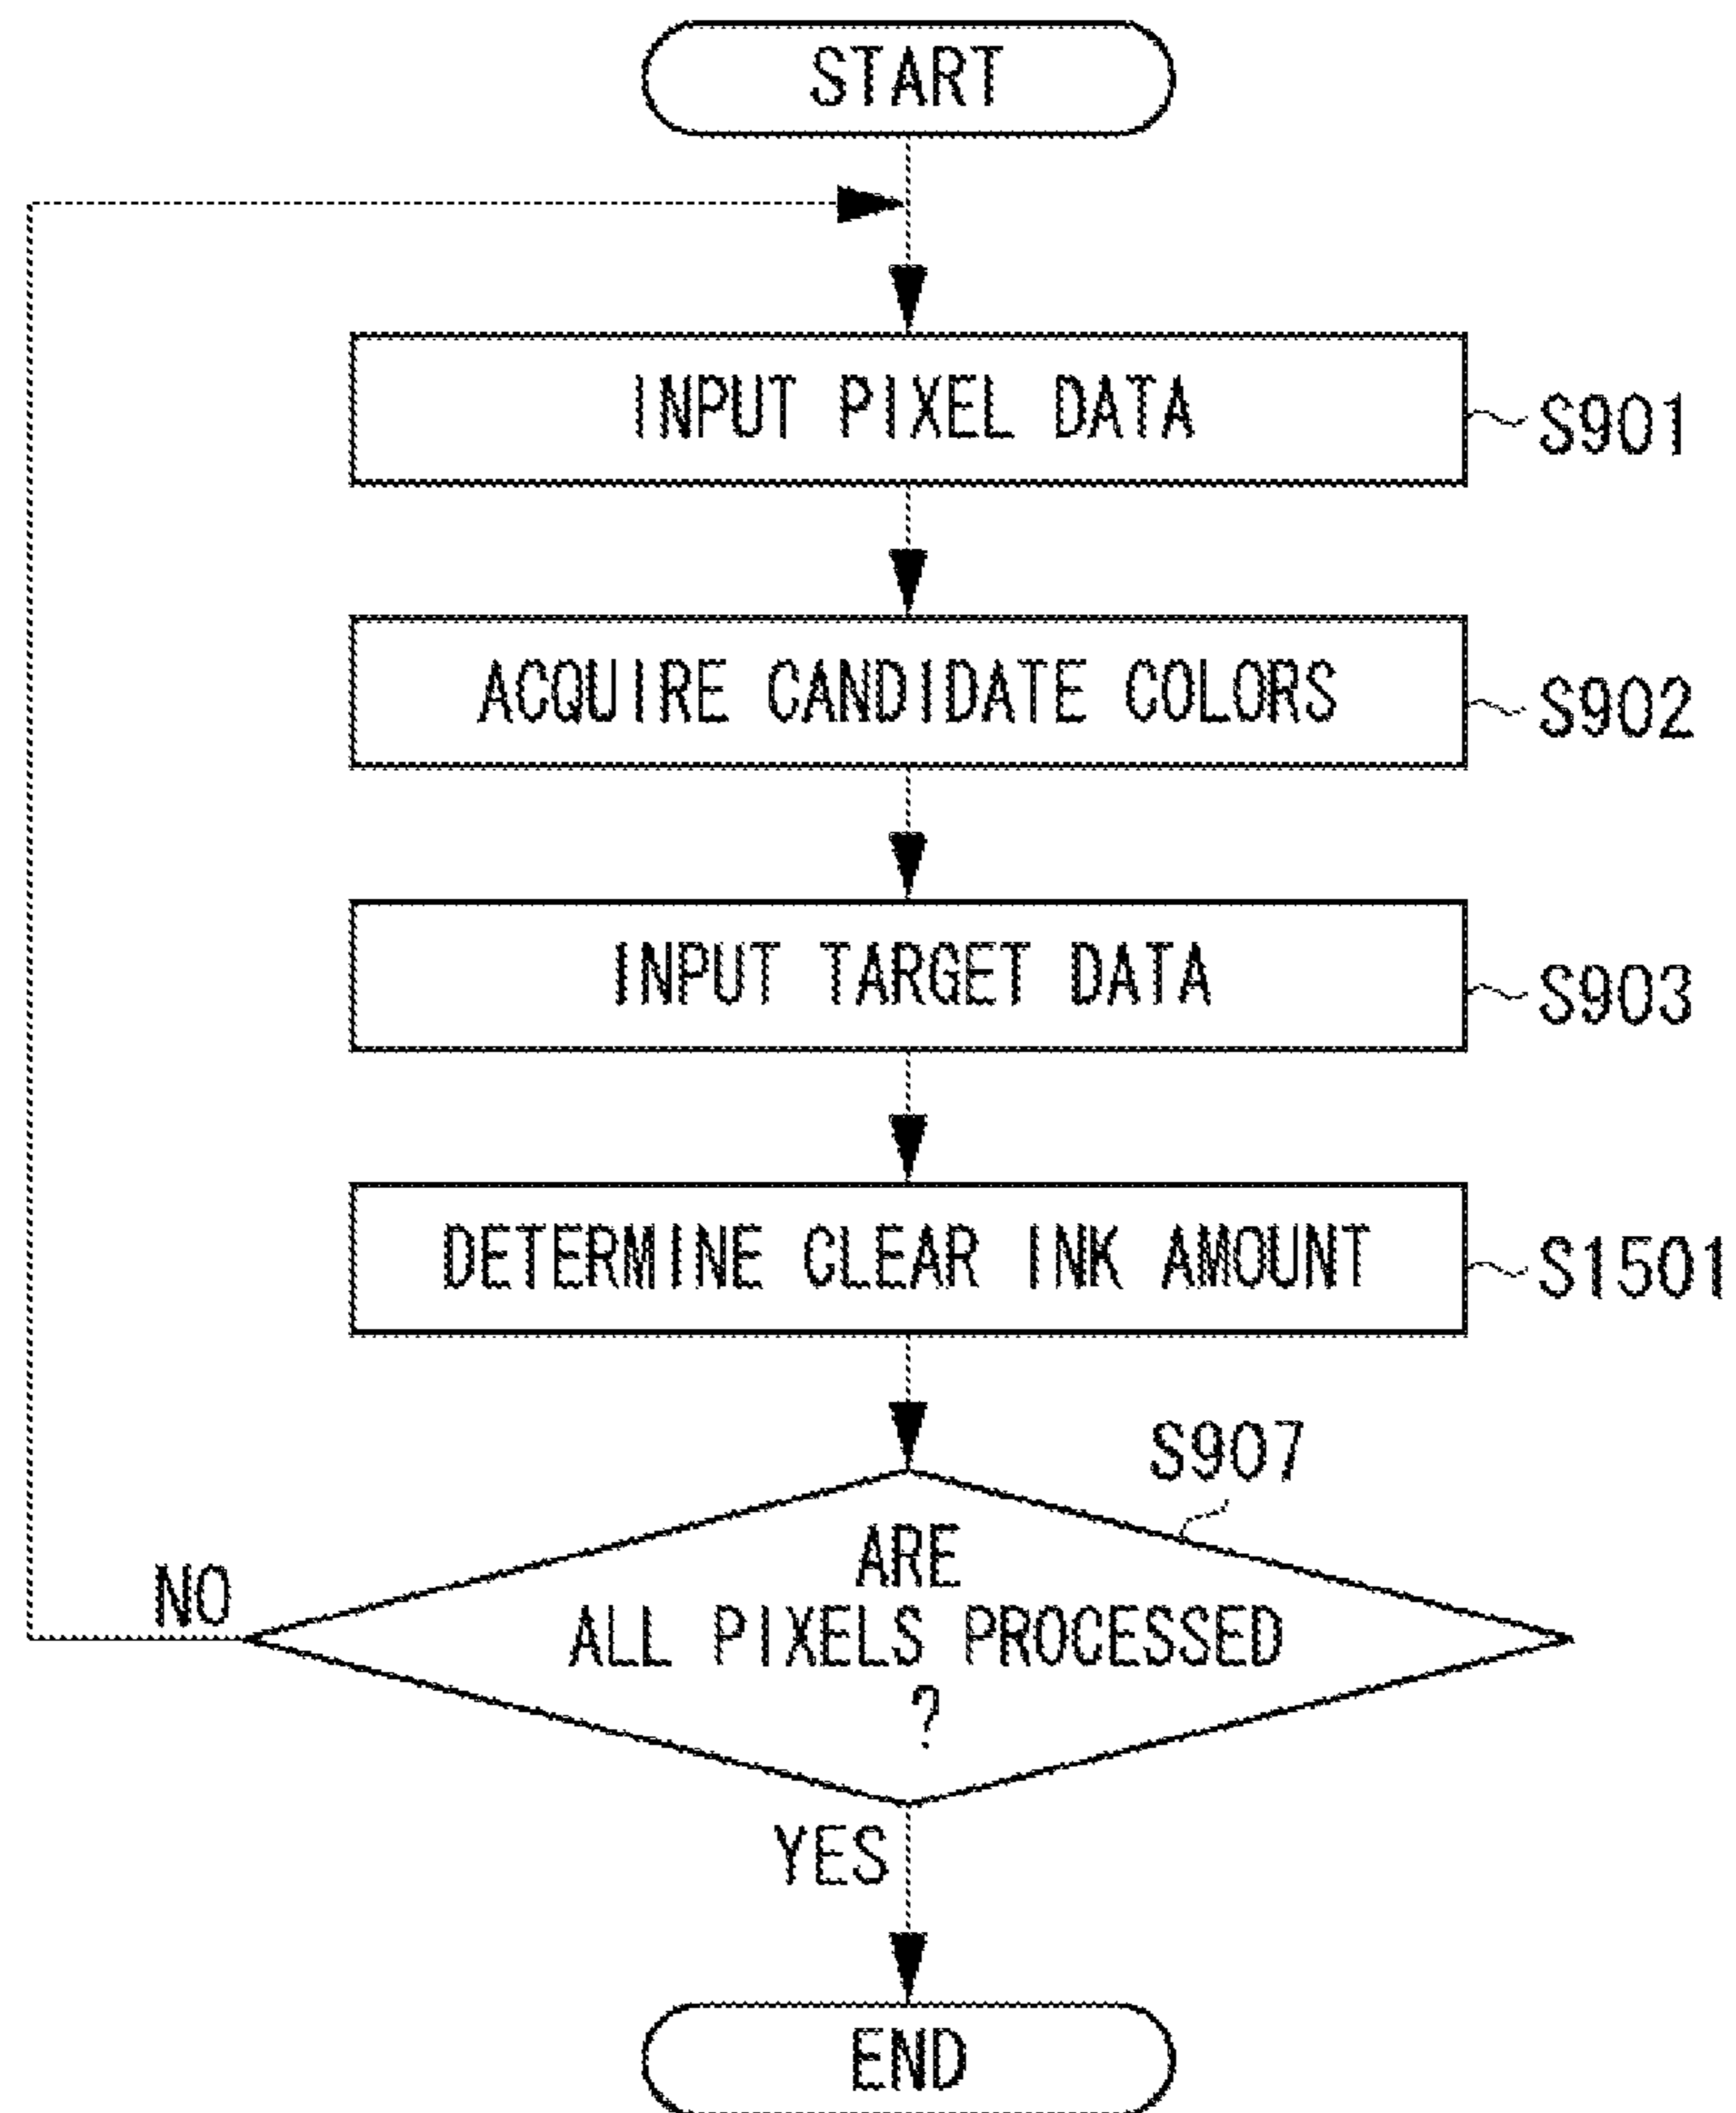 START
INPUT PIXEL DATA
S901
ACQUIRE CANDIDATE COLORS
S902
INPUT TARGET DATA
S903
DETERMINE CLEAR INK AMOUNT
S1501
S907
ARE
ALL PIXELS PROCESSED
?
NO
YES
END